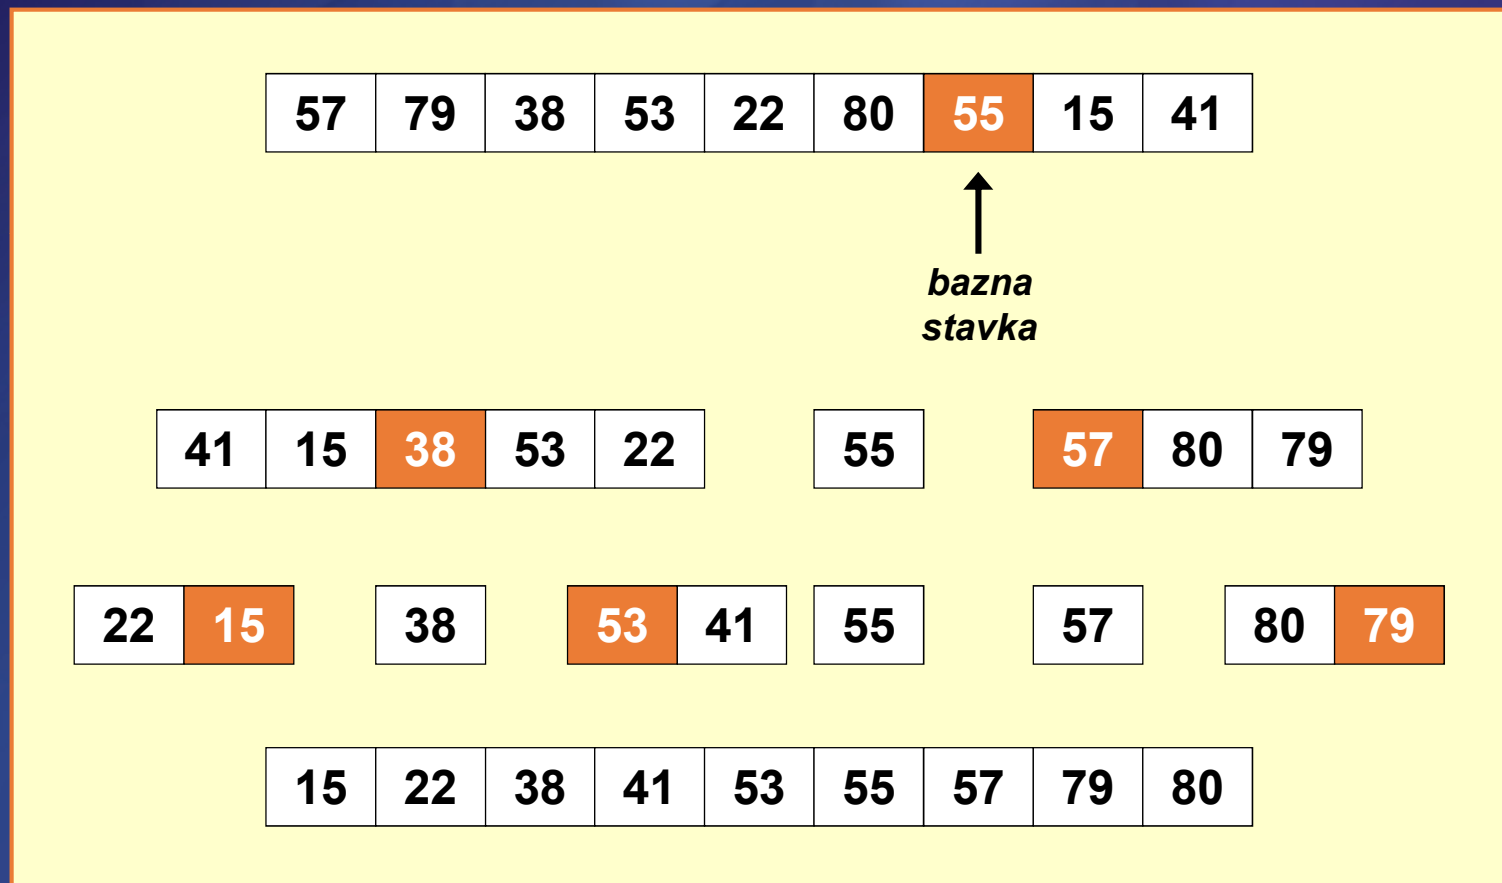 57 79 38 53 22 80 55 15 41
bazna
stavka
41 15 38 53 22 55 57 80 79
22 15 38 53 41 55 57 80 79
15 22 38 41 53 55 57 79 80